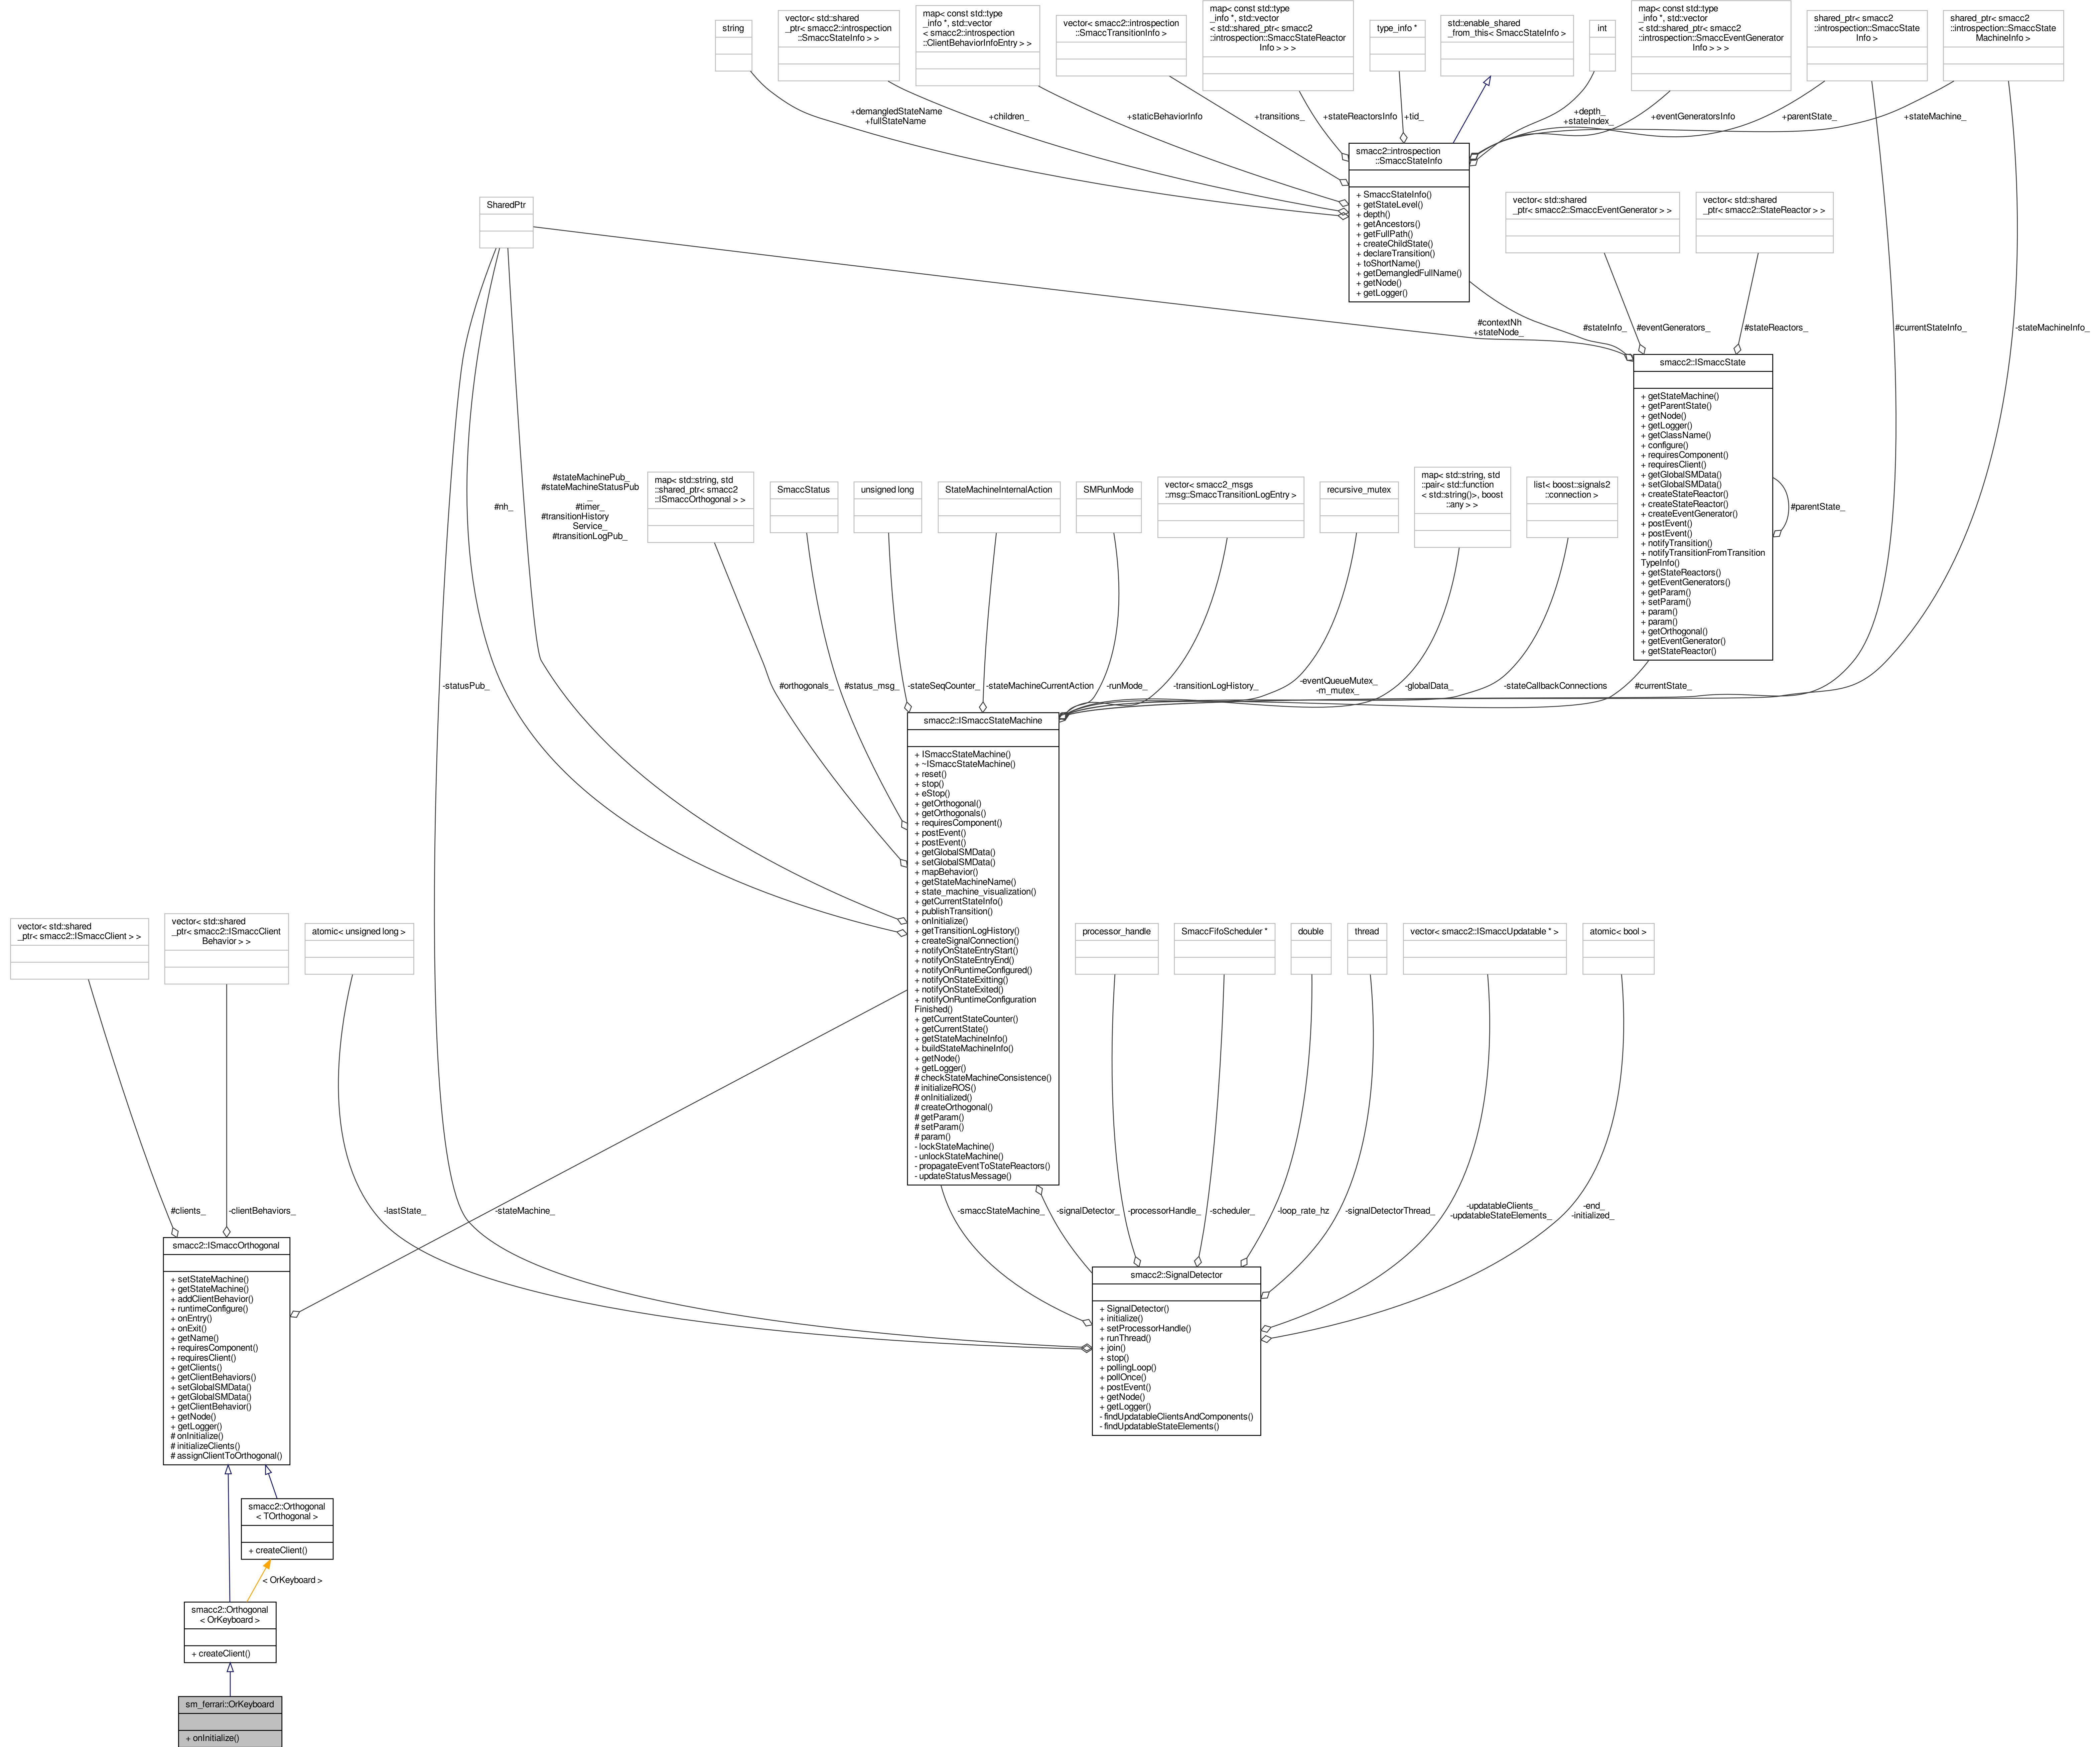 string
vector< std::shared
_ptr< smacc2::introspection
::SmaccStateInfo > >
map< const std::type
_info *, std::vector
< smacc2::introspection
::ClientBehaviorInfoEntry > >
vector< smacc2::introspection
::SmaccTransitionInfo >
map< const std::type
_info *, std::vector
< std::shared_ptr< smacc2
::introspection::SmaccStateReactor
Info > > >
type_info *
std::enable_shared
_from_this< SmaccStateInfo >
int
map< const std::type
_info *, std::vector
< std::shared_ptr< smacc2
::introspection::SmaccEventGenerator
Info > > >
shared_ptr< smacc2
::introspection::SmaccState
Info >
shared_ptr< smacc2
::introspection::SmaccState
MachineInfo >
+demangledStateName
+fullStateName
+children_
+staticBehaviorInfo
+transitions_
+stateReactorsInfo
+tid_
+depth_
+stateIndex_
+eventGeneratorsInfo
+parentState_
+stateMachine_
smacc2::introspection
::SmaccStateInfo
+ SmaccStateInfo()
+ getStateLevel()
+ depth()
+ getAncestors()
+ getFullPath()
+ createChildState()
+ declareTransition()
+ toShortName()
+ getDemangledFullName()
+ getNode()
+ getLogger()
SharedPtr
vector< std::shared
_ptr< smacc2::SmaccEventGenerator > >
vector< std::shared
_ptr< smacc2::StateReactor > >
#contextNh
+stateNode_
#stateInfo_
#eventGenerators_
#stateReactors_
#currentStateInfo_
-stateMachineInfo_
smacc2::ISmaccState
+ getStateMachine()
+ getParentState()
+ getNode()
+ getLogger()
+ getClassName()
+ configure()
+ requiresComponent()
+ requiresClient()
+ getGlobalSMData()
+ setGlobalSMData()
+ createStateReactor()
+ createStateReactor()
+ createEventGenerator()
+ postEvent()
+ postEvent()
+ notifyTransition()
+ notifyTransitionFromTransition
TypeInfo()
+ getStateReactors()
+ getEventGenerators()
+ getParam()
+ setParam()
+ param()
+ param()
+ getOrthogonal()
+ getEventGenerator()
+ getStateReactor()
#parentState_
#nh_
#stateMachinePub_
#stateMachineStatusPub
_
#timer_
#transitionHistory
Service_
#transitionLogPub_
map< std::string, std
::shared_ptr< smacc2
::ISmaccOrthogonal > >
SmaccStatus
unsigned long
StateMachineInternalAction
SMRunMode
vector< smacc2_msgs
::msg::SmaccTransitionLogEntry >
recursive_mutex
map< std::string, std
::pair< std::function
< std::string()>, boost
::any > >
list< boost::signals2
::connection >
-statusPub_
#orthogonals_
#status_msg_
-stateSeqCounter_
-stateMachineCurrentAction
-runMode_
-transitionLogHistory_
-eventQueueMutex_
-m_mutex_
-globalData_
-stateCallbackConnections
#currentState_
smacc2::ISmaccStateMachine
+ ISmaccStateMachine()
+ ~ISmaccStateMachine()
+ reset()
+ stop()
+ eStop()
+ getOrthogonal()
+ getOrthogonals()
+ requiresComponent()
+ postEvent()
+ postEvent()
+ getGlobalSMData()
+ setGlobalSMData()
+ mapBehavior()
+ getStateMachineName()
+ state_machine_visualization()
+ getCurrentStateInfo()
+ publishTransition()
+ onInitialize()
+ getTransitionLogHistory()
+ createSignalConnection()
+ notifyOnStateEntryStart()
+ notifyOnStateEntryEnd()
+ notifyOnRuntimeConfigured()
+ notifyOnStateExitting()
+ notifyOnStateExited()
+ notifyOnRuntimeConfiguration
Finished()
+ getCurrentStateCounter()
+ getCurrentState()
+ getStateMachineInfo()
+ buildStateMachineInfo()
+ getNode()
+ getLogger()
# checkStateMachineConsistence()
# initializeROS()
# onInitialized()
# createOrthogonal()
# getParam()
# setParam()
# param()
- lockStateMachine()
- unlockStateMachine()
- propagateEventToStateReactors()
- updateStatusMessage()
vector< std::shared
_ptr< smacc2::ISmaccClient > >
vector< std::shared
_ptr< smacc2::ISmaccClient
Behavior > >
atomic< unsigned long >
processor_handle
SmaccFifoScheduler *
double
thread
vector< smacc2::ISmaccUpdatable * >
atomic< bool >
#clients_
-clientBehaviors_
-lastState_
-stateMachine_
-smaccStateMachine_
-signalDetector_
-processorHandle_
-scheduler_
-loop_rate_hz
-signalDetectorThread_
-updatableClients_
-updatableStateElements_
-end_
-initialized_
smacc2::ISmaccOrthogonal
+ setStateMachine()
+ getStateMachine()
+ addClientBehavior()
+ runtimeConfigure()
+ onEntry()
+ onExit()
+ getName()
+ requiresComponent()
+ requiresClient()
+ getClients()
+ getClientBehaviors()
+ setGlobalSMData()
+ getGlobalSMData()
+ getClientBehavior()
+ getNode()
+ getLogger()
# onInitialize()
# initializeClients()
# assignClientToOrthogonal()
smacc2::SignalDetector
+ SignalDetector()
+ initialize()
+ setProcessorHandle()
+ runThread()
+ join()
+ stop()
+ pollingLoop()
+ pollOnce()
+ postEvent()
+ getNode()
+ getLogger()
- findUpdatableClientsAndComponents()
- findUpdatableStateElements()
smacc2::Orthogonal
< TOrthogonal >
+ createClient()
< OrKeyboard >
smacc2::Orthogonal
< OrKeyboard >
+ createClient()
sm_ferrari::OrKeyboard
+ onInitialize()